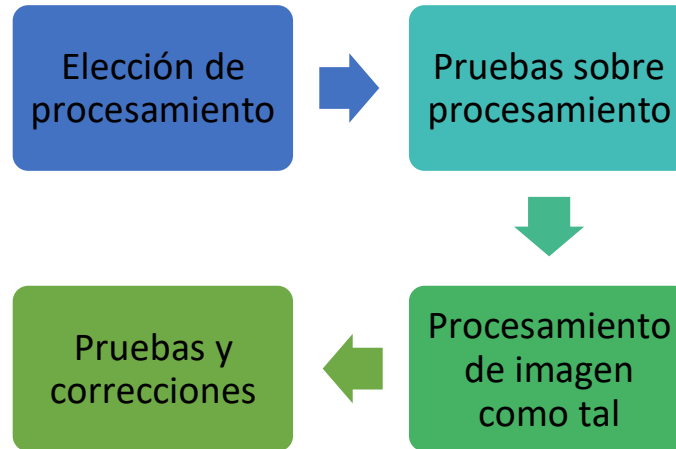 Elección de
procesamiento
Pruebas sobre
procesamiento
Procesamiento
de imagen
como tal
Pruebas y
correcciones